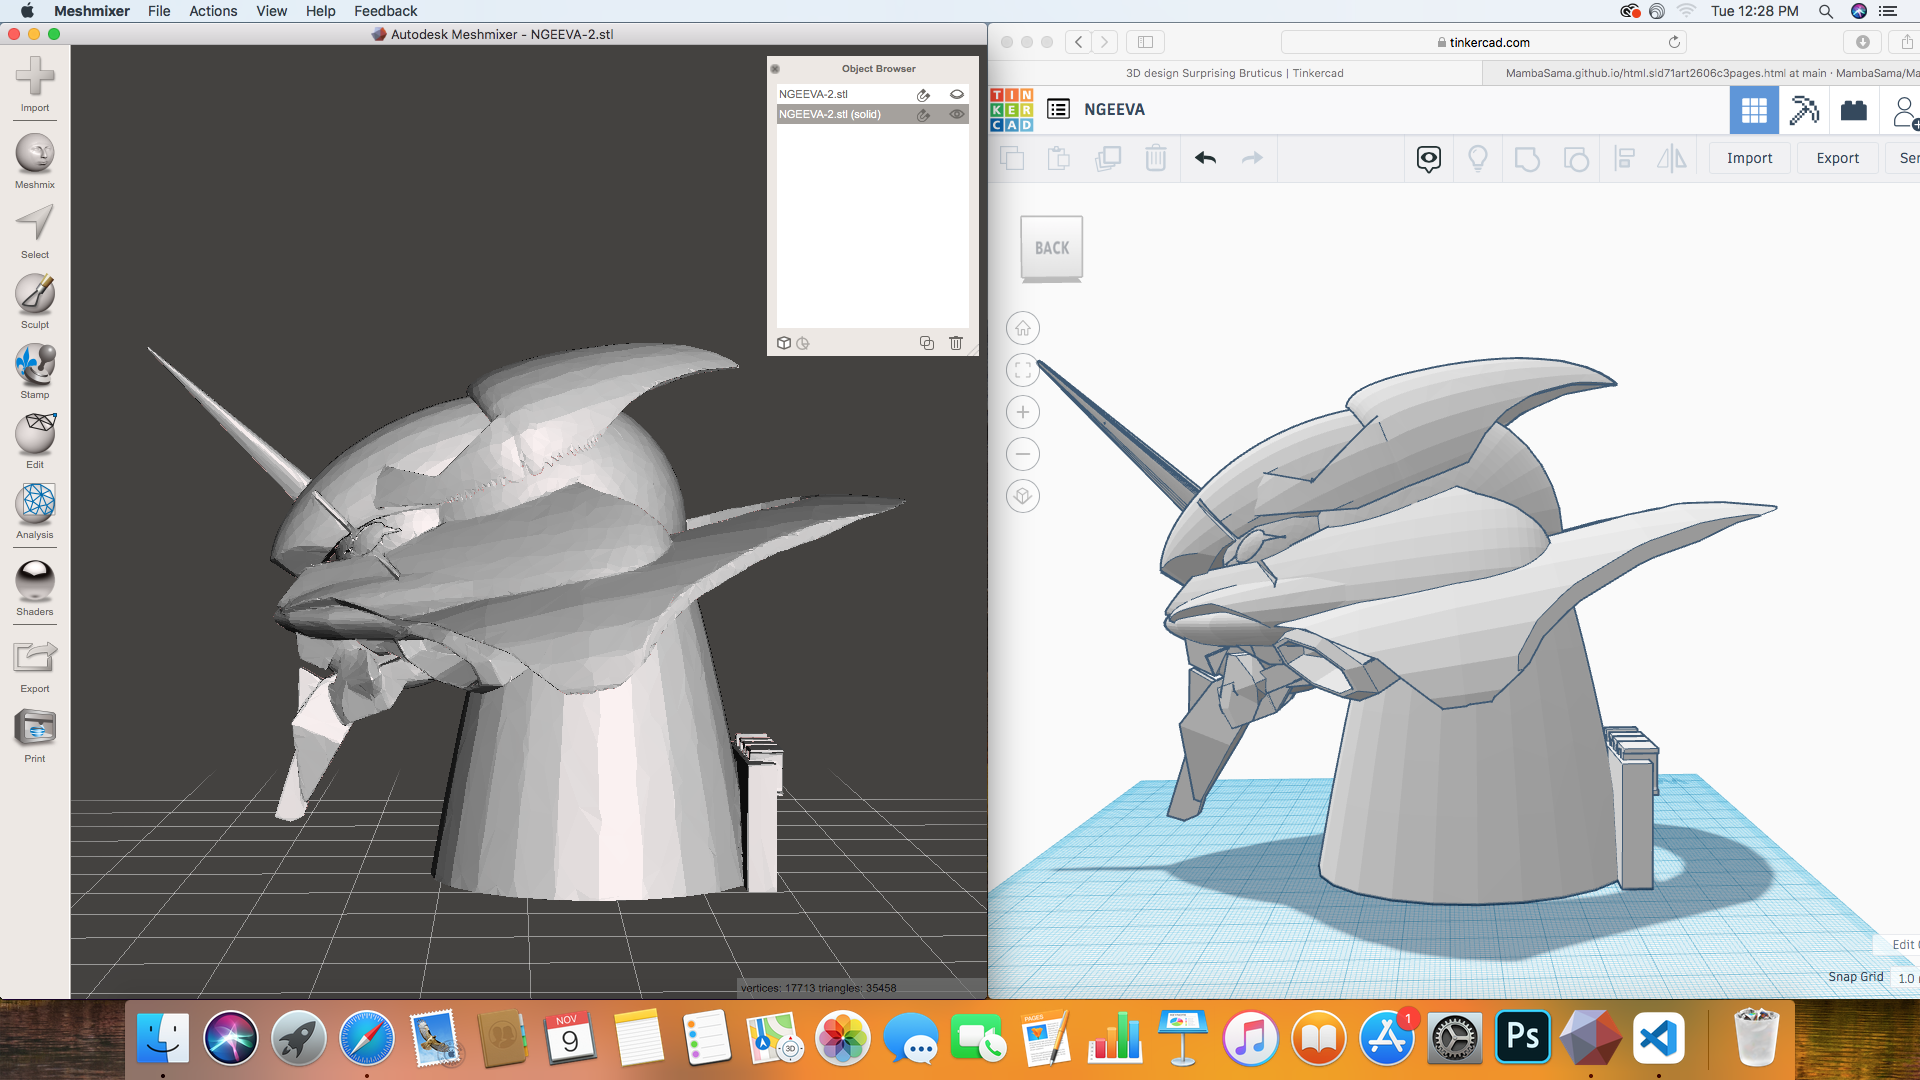 Meshmixer File Actions View Help Feedback
Tue 12:28 PM
Autodesk Meshmixer - NGEEVA-2.stl
Import
Meshmix
Select
Sculpt
Stamp
Edit
Analysis
Shaders
Export
Print
Object Browser
NGEEVA-2.stl
NGEEVA-2.stl (solid)
vertices: 17713 triangles: 35458
tinkercad.com
3D design Surprising Bruticus | Tinkercad
MambaSama.github.io/html.sld71art2606c3pages.html at main · MambaSama/Ma
TIN
KER
CAD
NGEEVA
Import
Export
Ser
BACK
Edit
Snap Grid
1.0
NOV
9
3D
PAGES
1
Ps